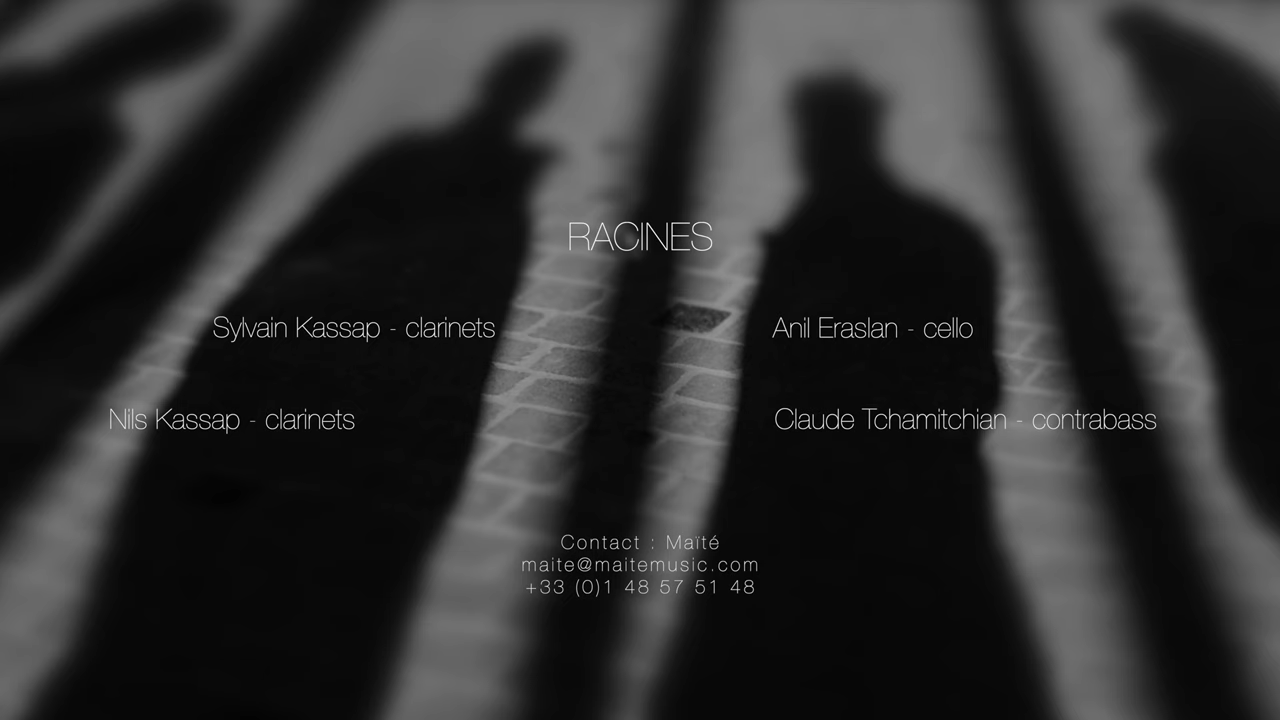 RACINES
Sylvain Kassap - clarinets
Anil Eraslan - cello
Nils Kassap - clarinets
Claude Tchamitchian - contrabass
Contact : Maïté
maite@maitemusic.com
+33 (0)1 48 57 51 48